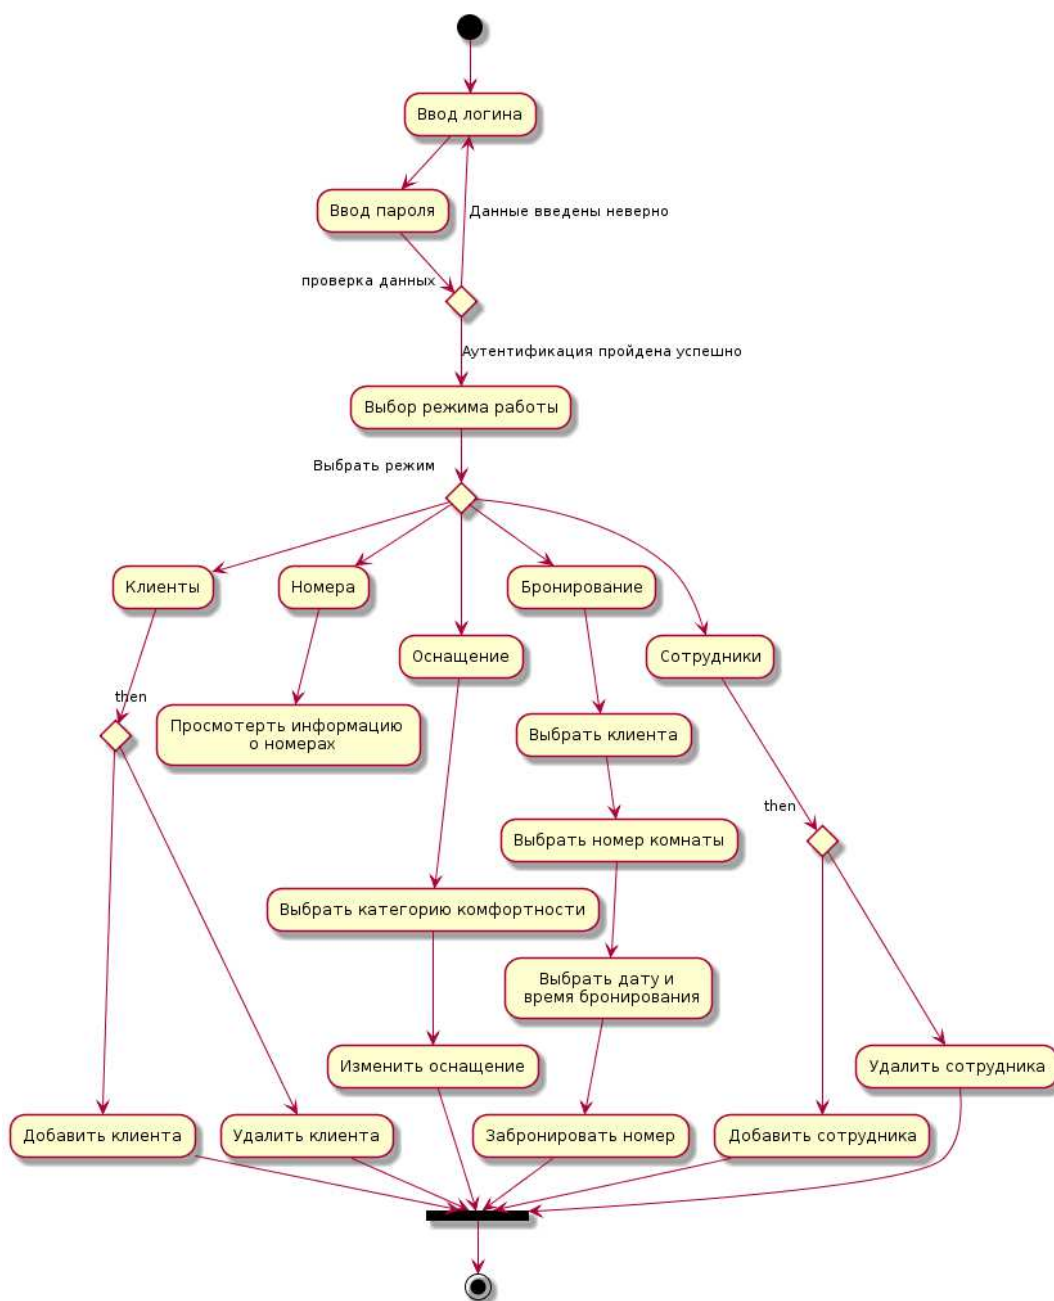 Ввод логина
Ввод пароля
Данные введены неверно
проверка данных
Аутентификация пройдена успешно
Выбор режима работы
Выбрать режим
Клиенты
Номера
Бронирование
Оснащение
Сотрудники
then
Просмотерть информацию
о номерах
Выбрать клиента
then
Выбрать номер комнаты
Выбрать категорию комфортности
Выбрать дату и
время бронирования
Изменить оснащение
Удалить сотрудника
Добавить клиента
Удалить клиента
Забронировать номер
Добавить сотрудника